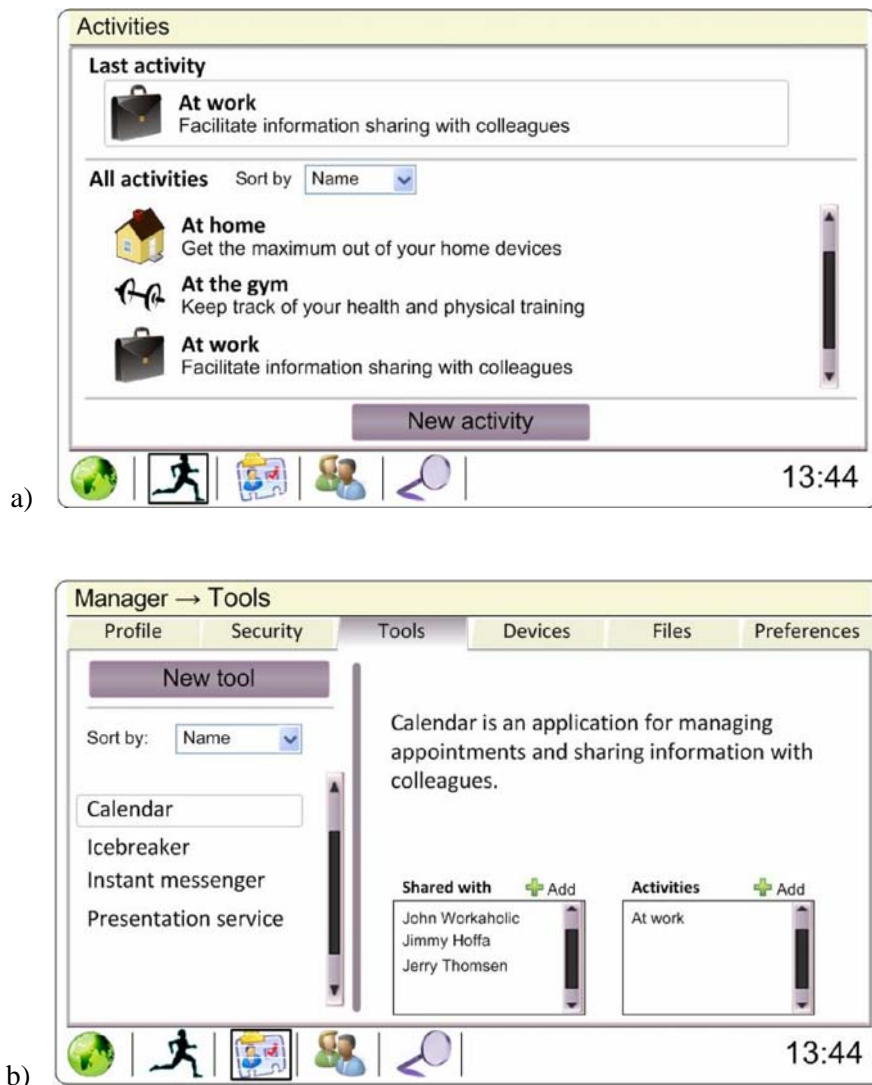 Activities
Last activity
At work
Facilitate information sharing with colleagues
All activities Sort by Name
At home
Get the maximum out of your home devices
At the gym
Keep track of your health and physical training
At work
Facilitate information sharing with colleagues
New activity
13:44
a)
Manager → Tools
Profile Security Tools Devices Files Preferences
New tool
Sort by: Name
Calendar
Icebreaker
Instant messenger
Presentation service
Calendar is an application for managing
appointments and sharing information with
colleagues.
Shared with Add
John Workaholic
Jimmy Hoffa
Jerry Thomsen
Activities Add
At work
13:44
b)